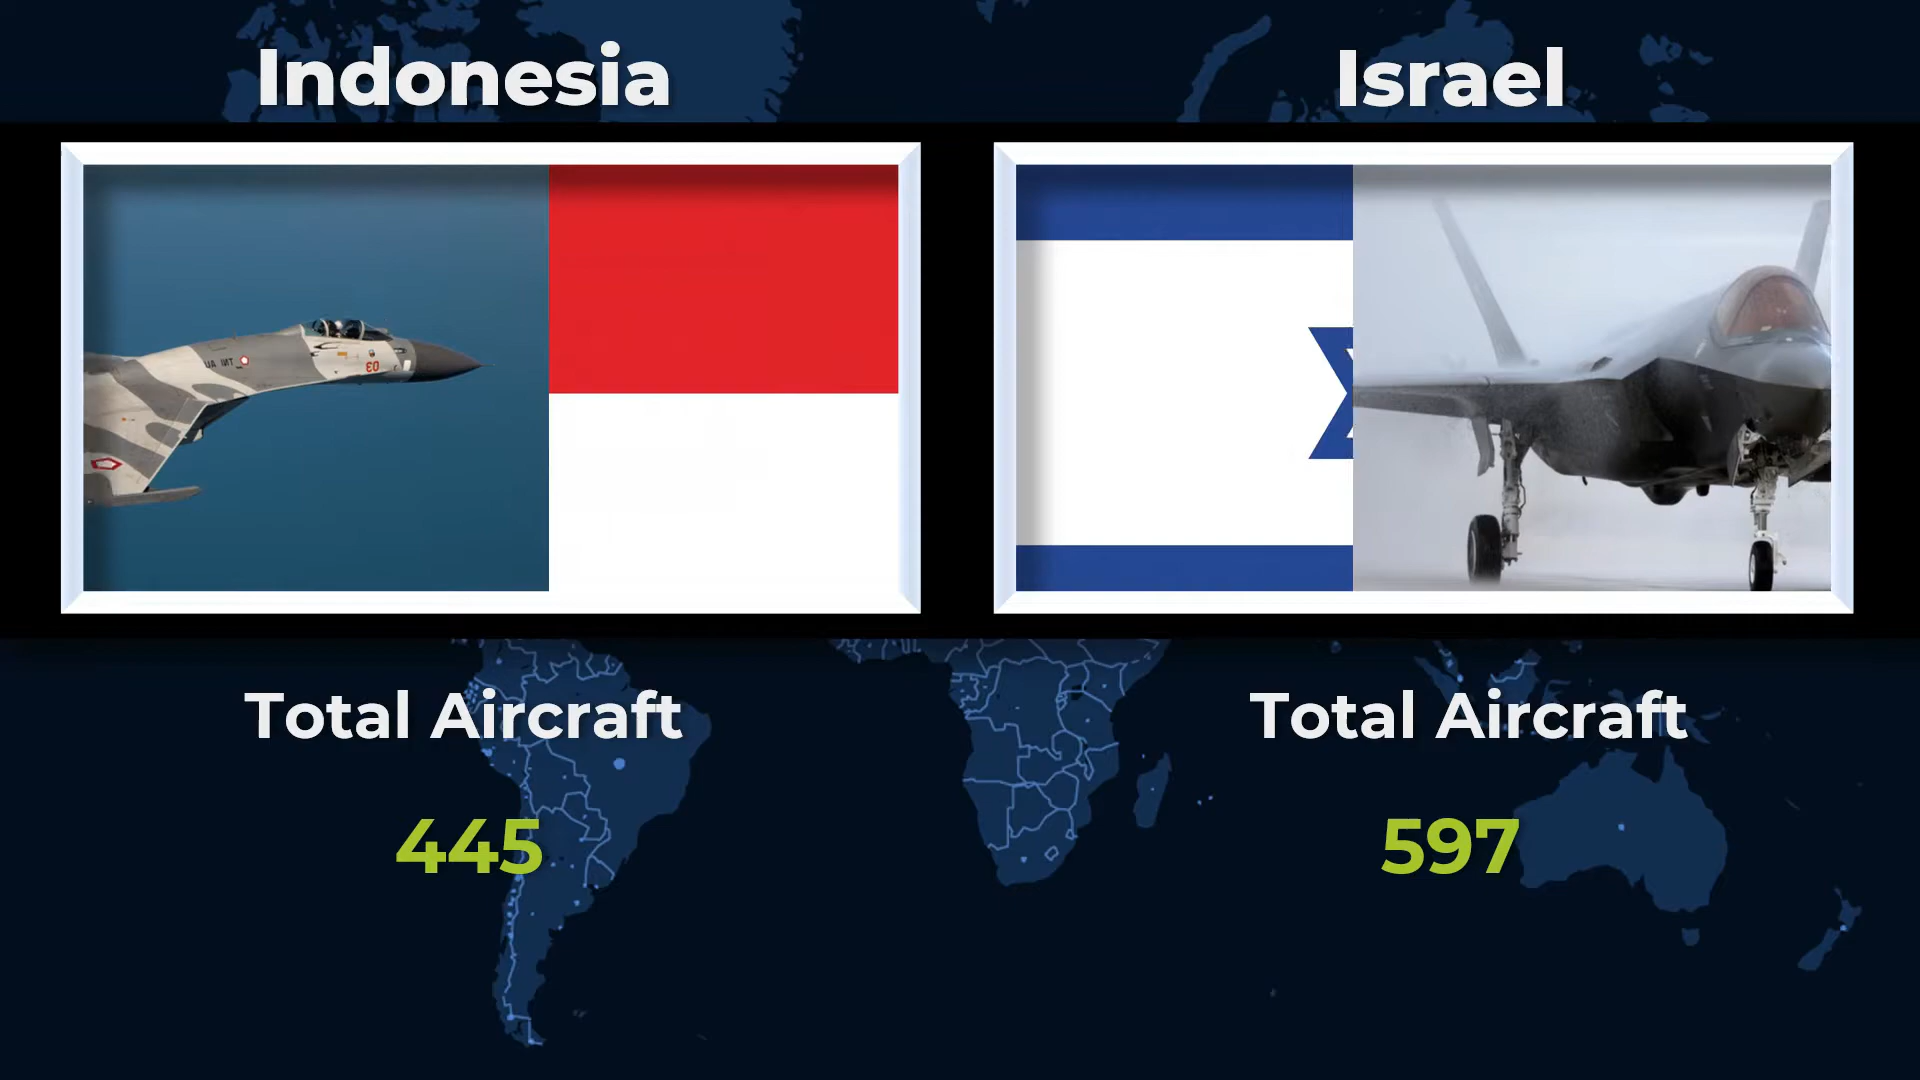 Indonesia
Israel
Total Aircraft
Total Aircraft
445
597